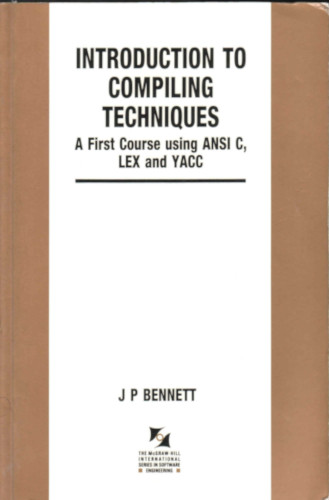 INTRODUCTION TO
COMPILING
TECHNIQUES
A First Course using ANSI C,
LEX and YACC
J P BENNETT
THE McGRAW-HILL
INTERNATIONAL
SERIES IN SOFTWARE
ENGINEERING